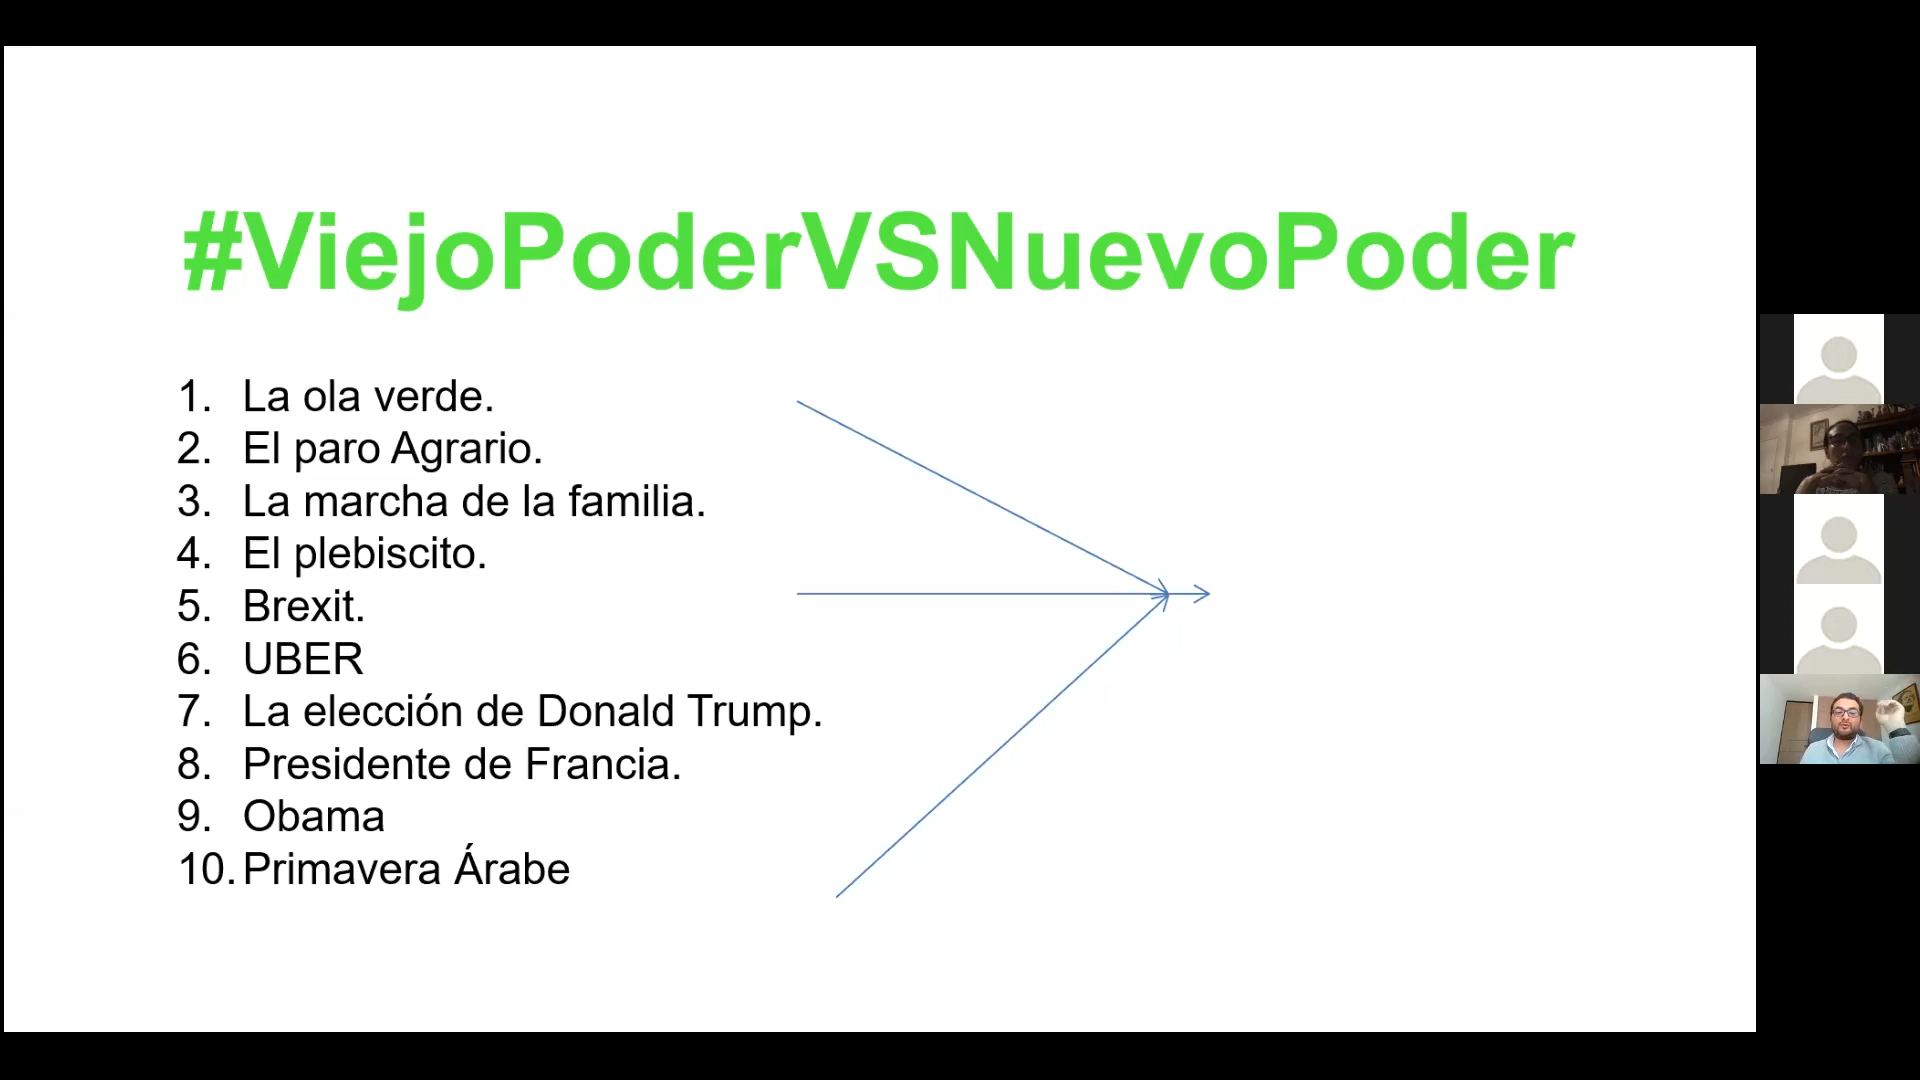 #ViejoPoderVSNuevoPoder
1. La ola verde.
2. El paro Agrario.
3. La marcha de la familia.
4. El plebiscito.
5. Brexit.
6. UBER
7. La elección de Donald Trump.
8. Presidente de Francia.
9. Obama
10. Primavera Árabe